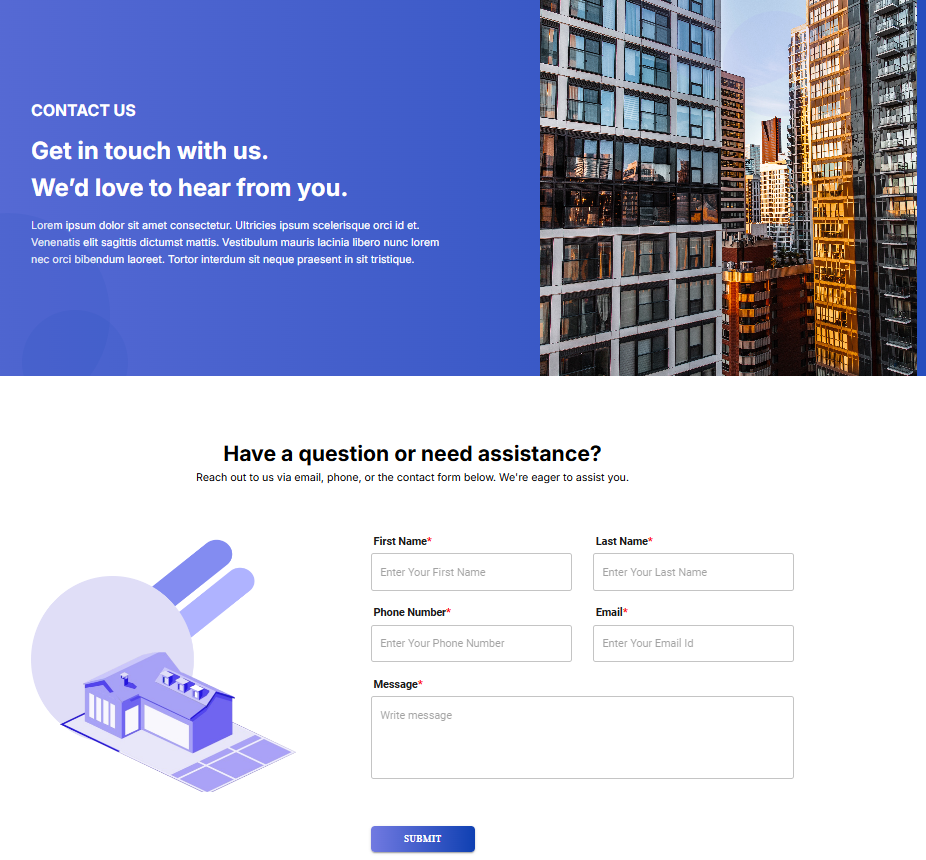 CONTACT US
Get in touch with us.
We’d love to hear from you.
Lorem ipsum dolor sit amet consectetur. Ultricies ipsum scelerisque orci id et.
Venenatis elit sagittis dictumst mattis. Vestibulum mauris lacinia libero nunc lorem
nec orci bibendum laoreet. Tortor interdum sit neque praesent in sit tristique.
Have a question or need assistance?
Reach out to us via email, phone, or the contact form below. We're eager to assist you.
First Name* Last Name*
Enter Your First Name Enter Your Last Name
Phone Number* Email*
Enter Your Phone Number Enter Your Email Id
Message*
Write message
SUBMIT